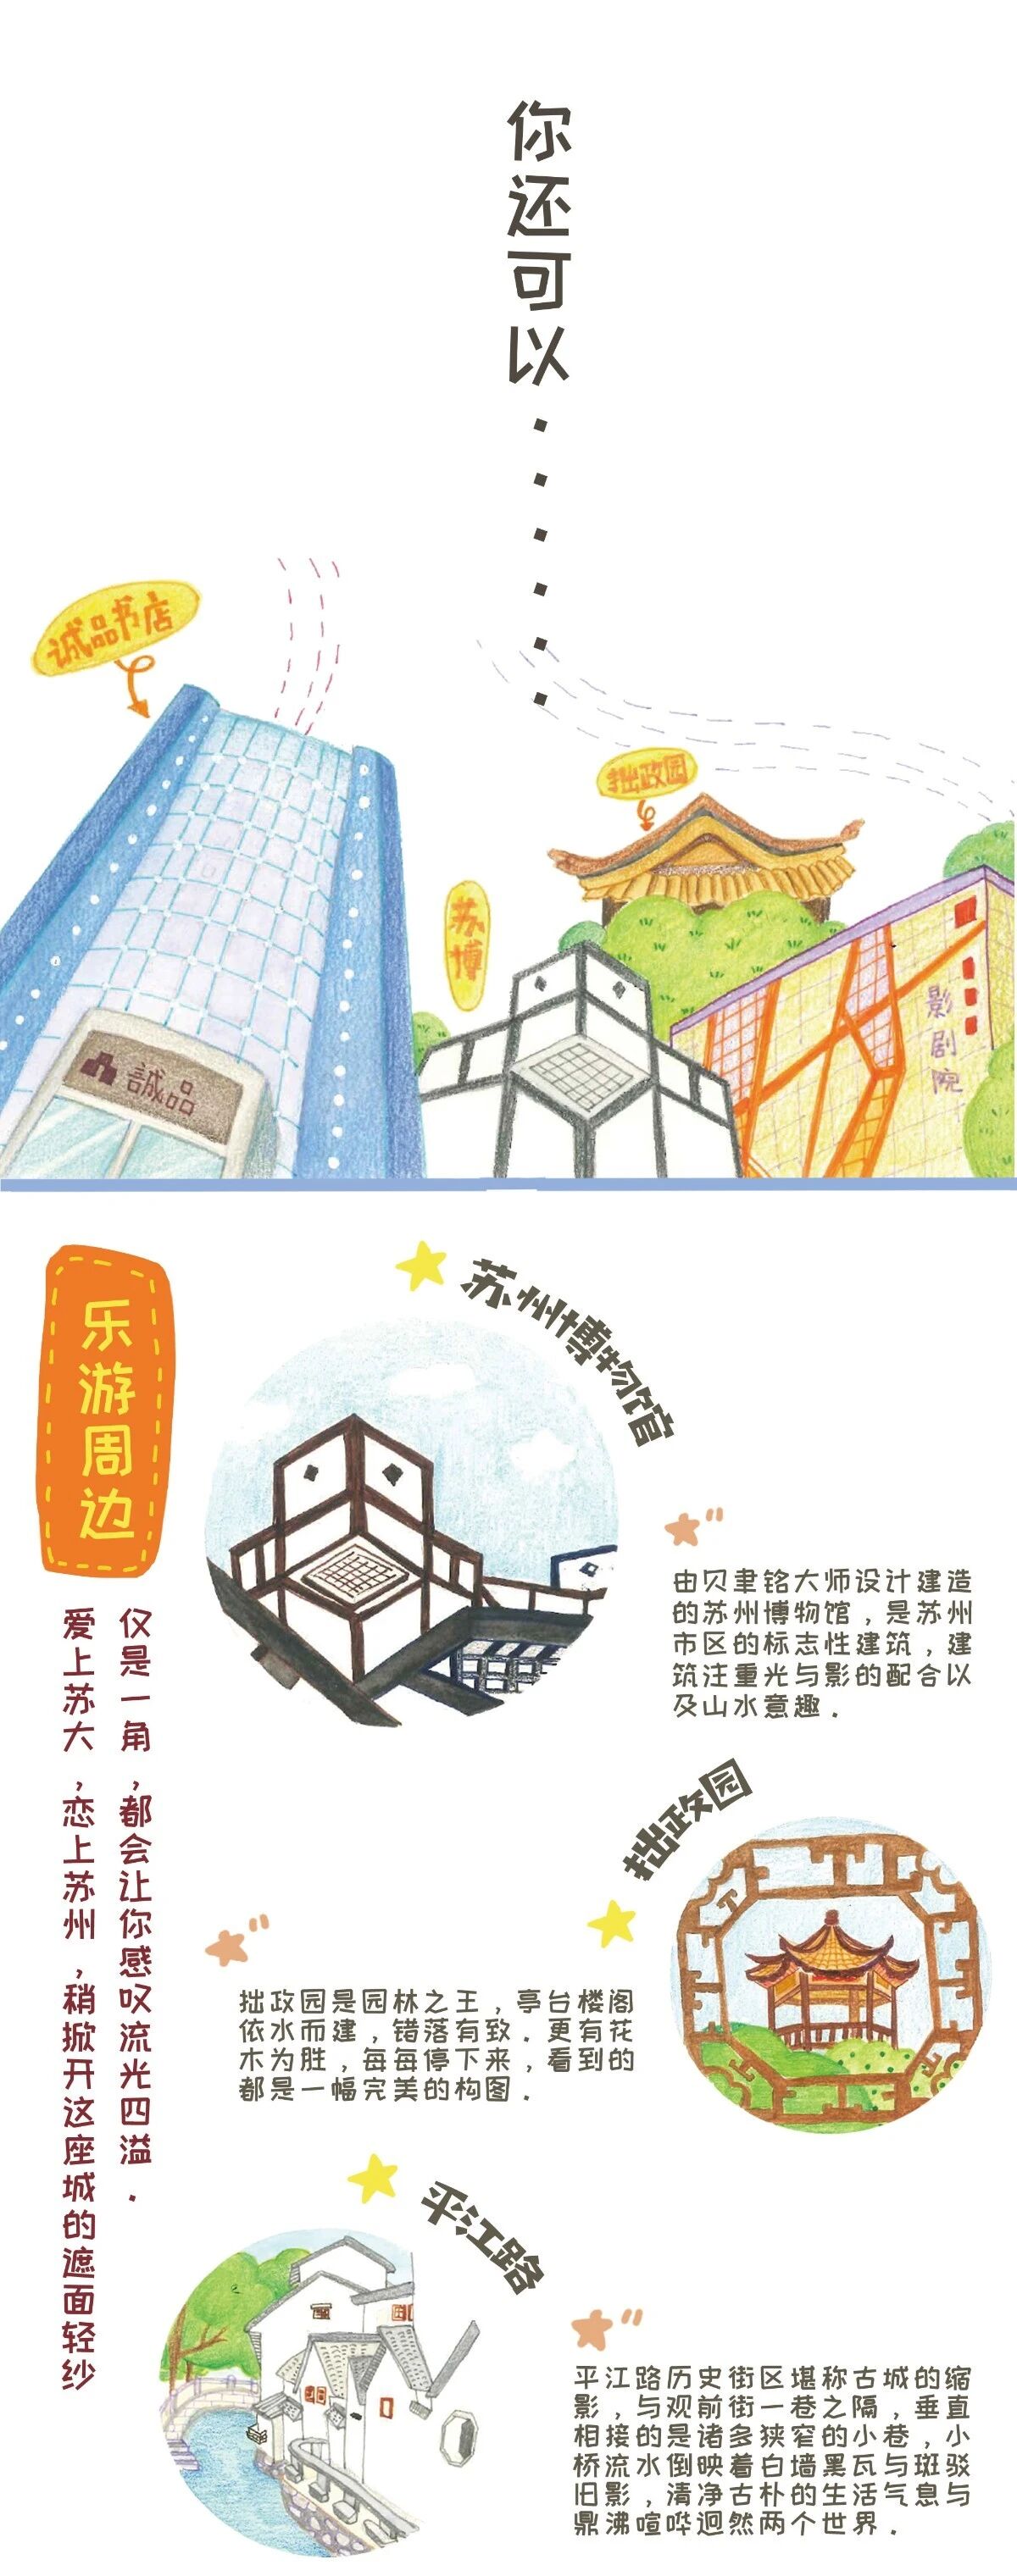 你还可以......
诚品书店
拙政园
苏博
影剧院
誠品
乐游周边
爱上苏大,恋上苏州,稍掀开这座城的遮面轻纱
仅是一角,都会让你感叹流光四溢.
苏州博物馆
由贝聿铭大师设计建造
的苏州博物馆,是苏州
市区的标志性建筑,建
筑注重光与影的配合以
及山水意趣.
拙政园
拙政园是园林之王,亭台楼阁
依水而建,错落有致.更有花
木为胜,每每停下来,看到的
都是一幅完美的构图.
平江路
平江路历史街区堪称古城的缩
影,与观前街一巷之隔,垂直
相接的是诸多狭窄的小巷,小
桥流水倒映着白墙黑瓦与斑驳
旧影,清净古朴的生活气息与
鼎沸喧哗迥然两个世界.